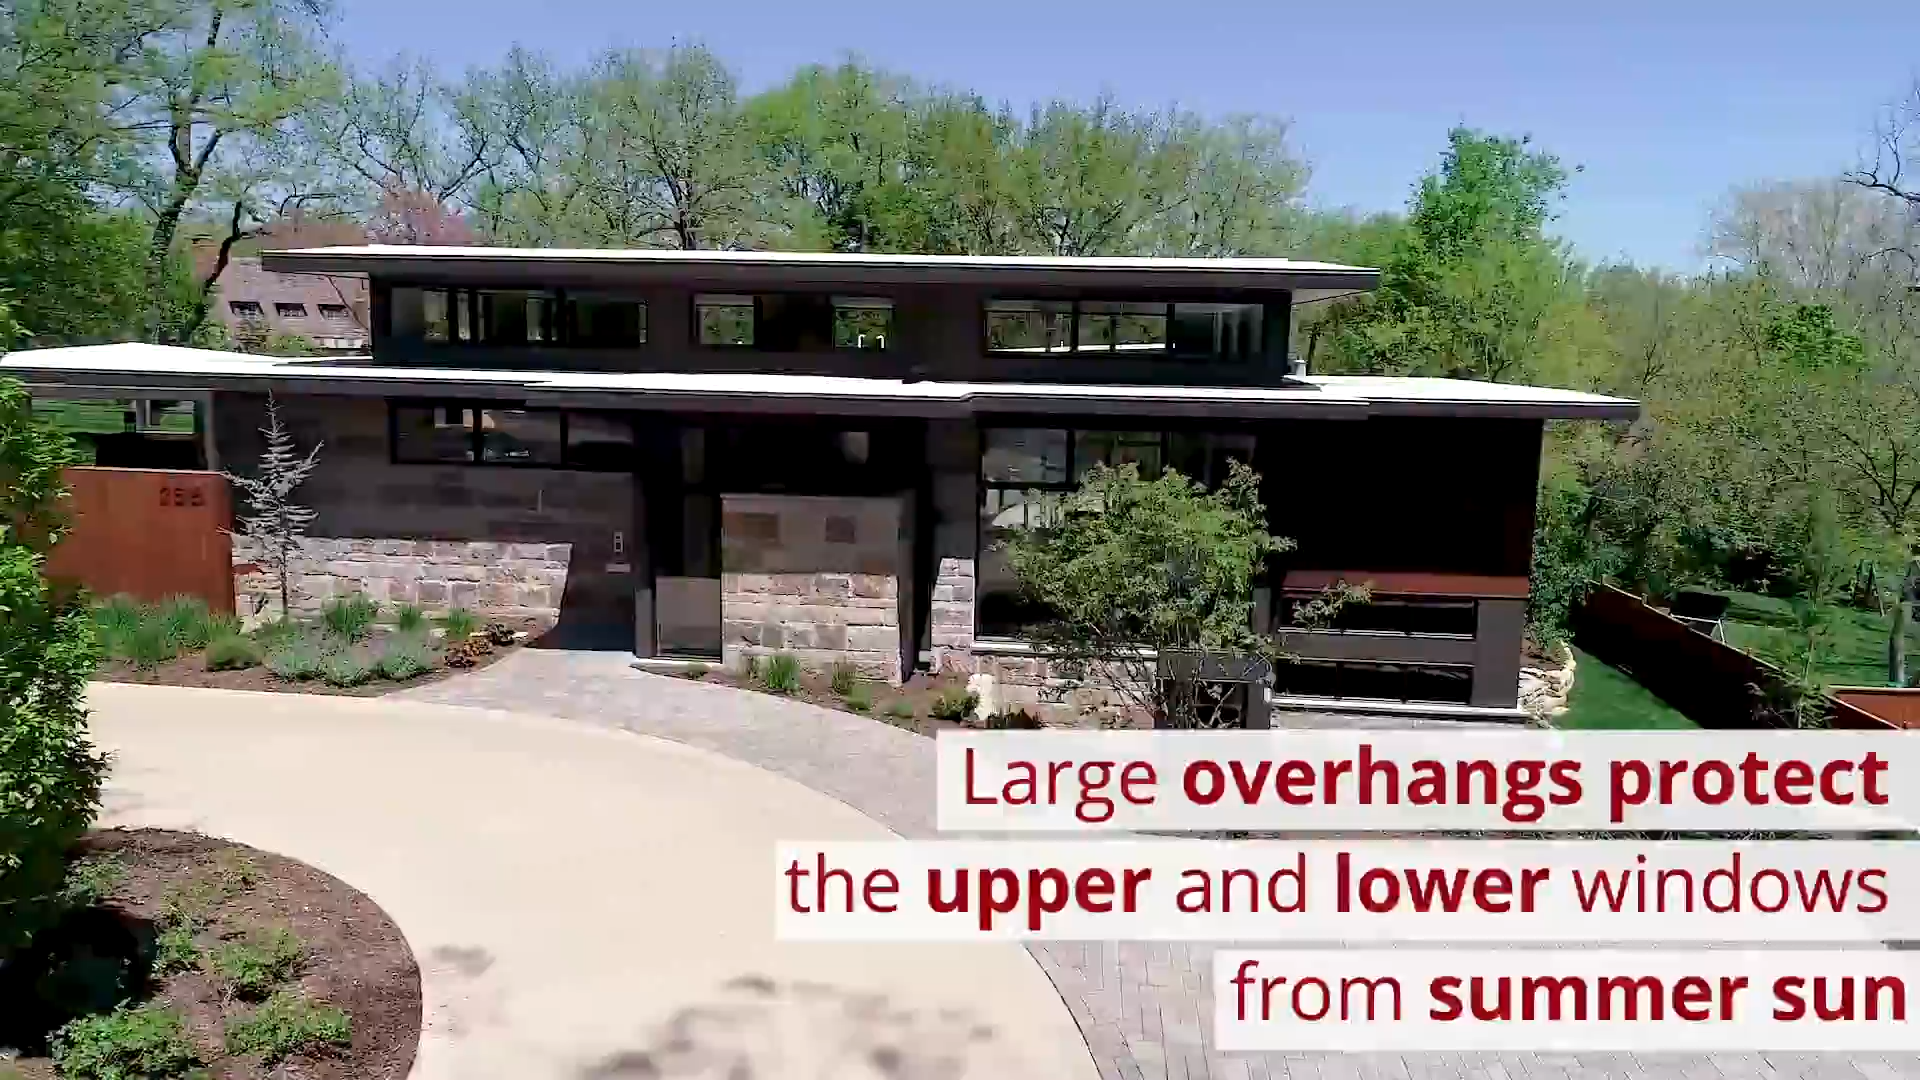 Large overhangs protect
the upper and lower windows
from summer sun